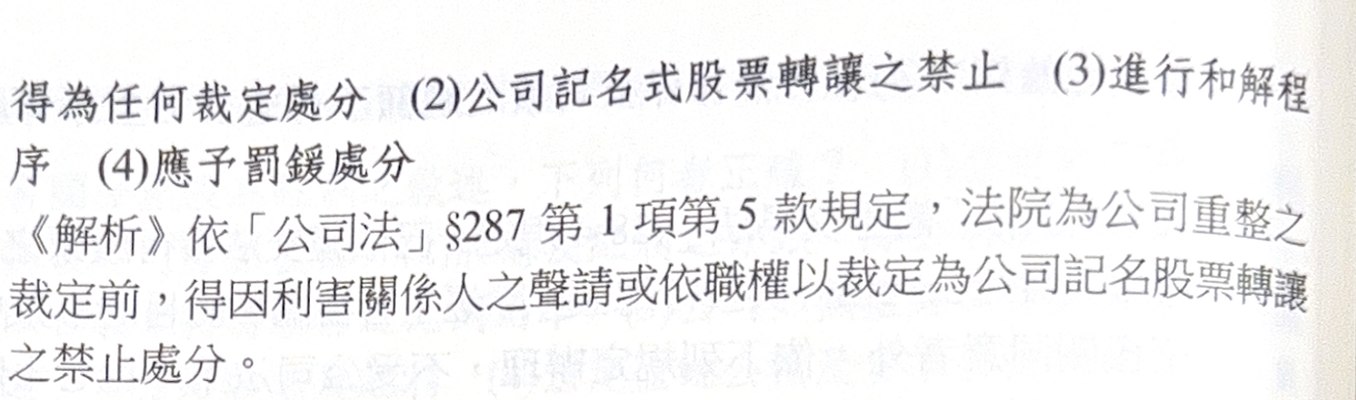 得為任何裁定處分　(2)公司記名式股票轉讓之禁止　(3)進行和解程
序　(4)應予罰鍰處分
《解析》依「公司法」§287 第 1 項第 5 款規定，法院為公司重整之
裁定前，得因利害關係人之聲請或依職權以裁定為公司記名股票轉讓
之禁止處分。